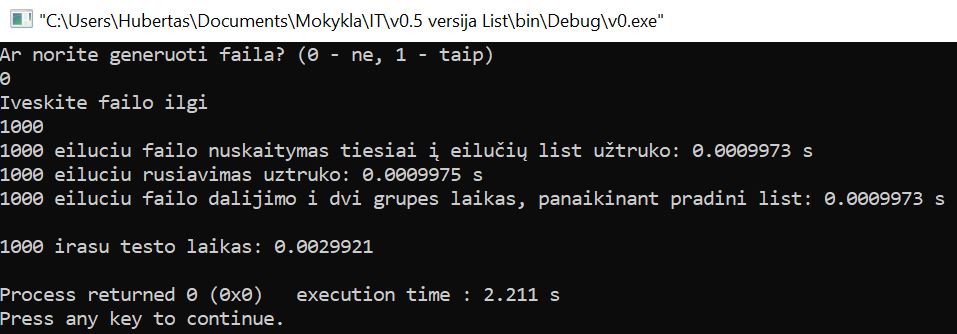 "C:\Users\Hubertas\Documents\Mokykla\IT\v0.5 versija List\bin\Debug\v0.exe"
Ar norite generuoti faila? (0 - ne, 1 - taip)
0
Iveskite failo ilgi
1000
1000 eiluciu failo nuskaitymas tiesiai į eilučių list užtruko: 0.0009973 s
1000 eiluciu rusiavimas uztruko: 0.0009975 s
1000 eiluciu failo dalijimo i dvi grupes laikas, panaikinant pradini list: 0.0009973 s
1000 irasu testo laikas: 0.0029921
Process returned 0 (0x0)   execution time : 2.211 s
Press any key to continue.